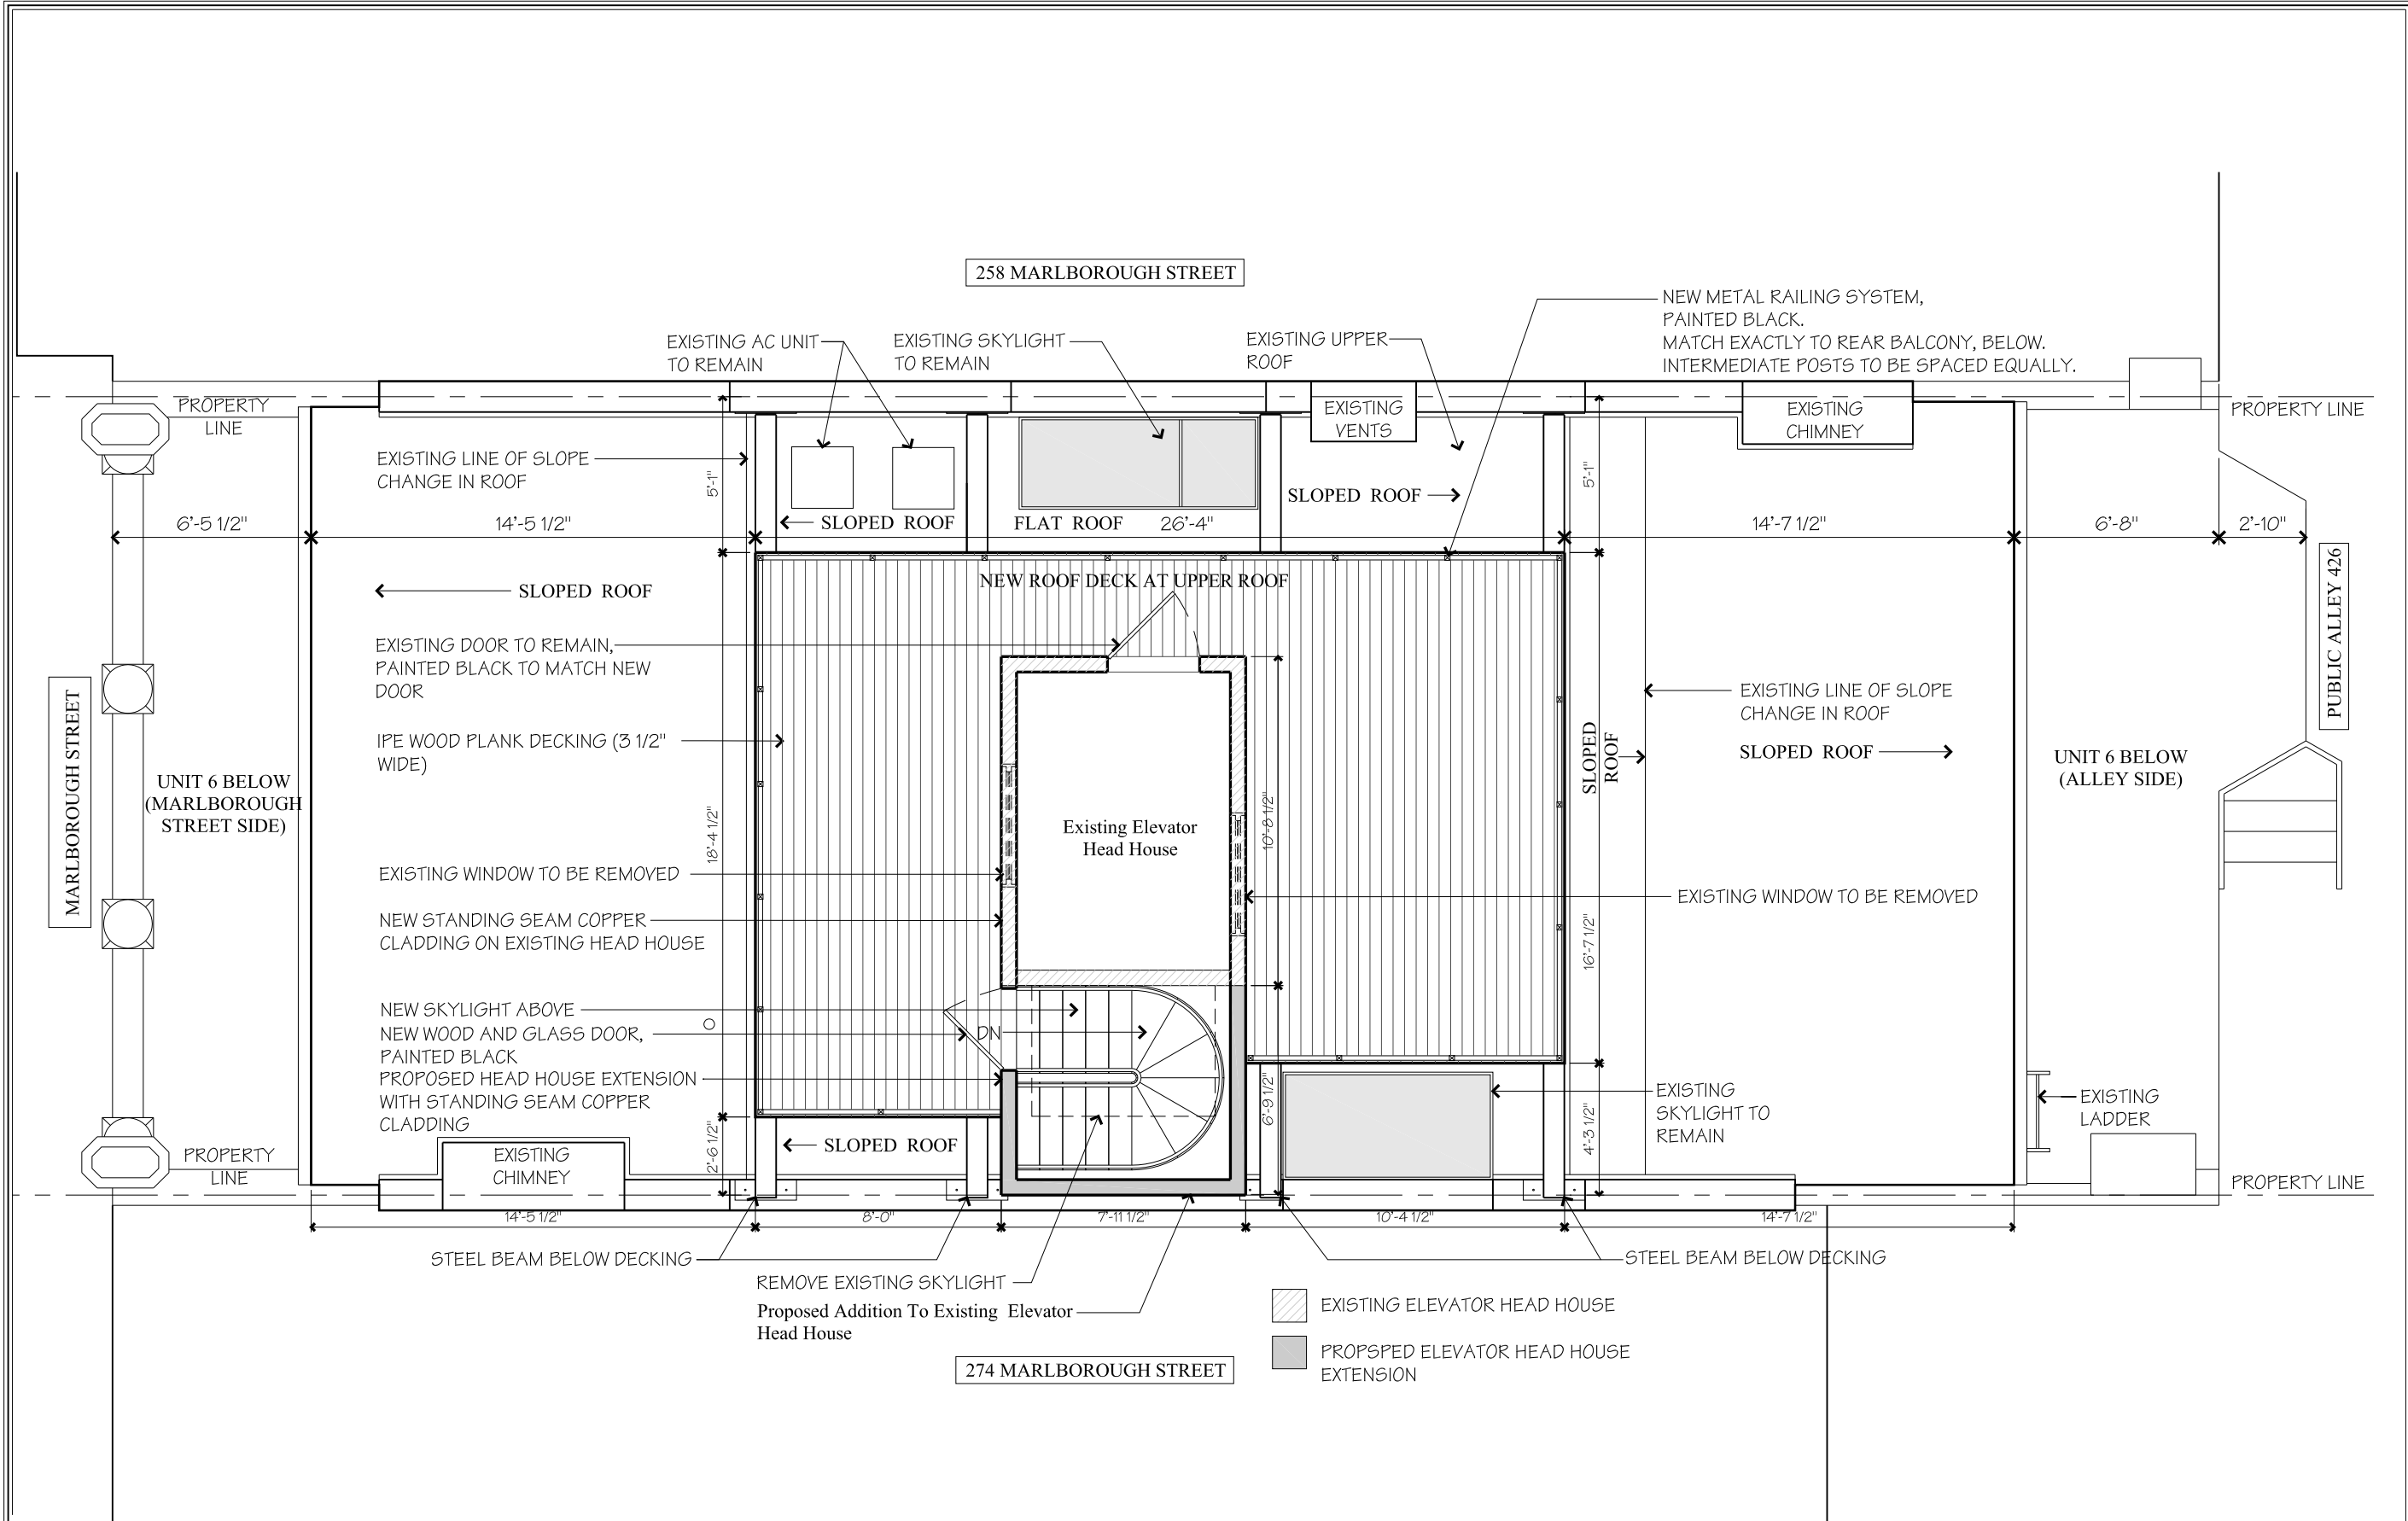 258 MARLBOROUGH STREET
NEW METAL RAILING SYSTEM,
PAINTED BLACK.
MATCH EXACTLY TO REAR BALCONY, BELOW.
INTERMEDIATE POSTS TO BE SPACED EQUALLY.
EXISTING AC UNIT
TO REMAIN
EXISTING SKYLIGHT
TO REMAIN
EXISTING UPPER
ROOF
PROPERTY
LINE
EXISTING
VENTS
EXISTING
CHIMNEY
PROPERTY LINE
EXISTING LINE OF SLOPE
CHANGE IN ROOF
5'-1"
5'-1"
SLOPED ROOF
6'-5 1/2"
14'-5 1/2"
SLOPED ROOF
FLAT ROOF
26'-4"
14'-7 1/2"
6'-8"
2'-10"
SLOPED ROOF
NEW ROOF DECK AT UPPER ROOF
PUBLIC ALLEY 426
EXISTING DOOR TO REMAIN,
PAINTED BLACK TO MATCH NEW
DOOR
EXISTING LINE OF SLOPE
CHANGE IN ROOF
IPE WOOD PLANK DECKING (3 1/2"
WIDE)
SLOPED
ROOF
SLOPED ROOF
MARLBOROUGH STREET
UNIT 6 BELOW
(MARLBOROUGH
STREET SIDE)
UNIT 6 BELOW
(ALLEY SIDE)
18'-4 1/2"
Existing Elevator
Head House
10'-8 1/2"
EXISTING WINDOW TO BE REMOVED
EXISTING WINDOW TO BE REMOVED
NEW STANDING SEAM COPPER
CLADDING ON EXISTING HEAD HOUSE
16'-7 1/2"
NEW SKYLIGHT ABOVE
NEW WOOD AND GLASS DOOR,
PAINTED BLACK
DN
PROPOSED HEAD HOUSE EXTENSION
WITH STANDING SEAM COPPER
CLADDING
6'-9 1/2"
EXISTING
SKYLIGHT TO
REMAIN
EXISTING
LADDER
2'-6 1/2"
SLOPED ROOF
4'-3 1/2"
PROPERTY
LINE
EXISTING
CHIMNEY
PROPERTY LINE
14'-5 1/2"
8'-0"
7'-11 1/2"
10'-4 1/2"
14'-7 1/2"
STEEL BEAM BELOW DECKING
STEEL BEAM BELOW DECKING
REMOVE EXISTING SKYLIGHT
Proposed Addition To Existing Elevator
Head House
EXISTING ELEVATOR HEAD HOUSE
PROPSPED ELEVATOR HEAD HOUSE
EXTENSION
274 MARLBOROUGH STREET